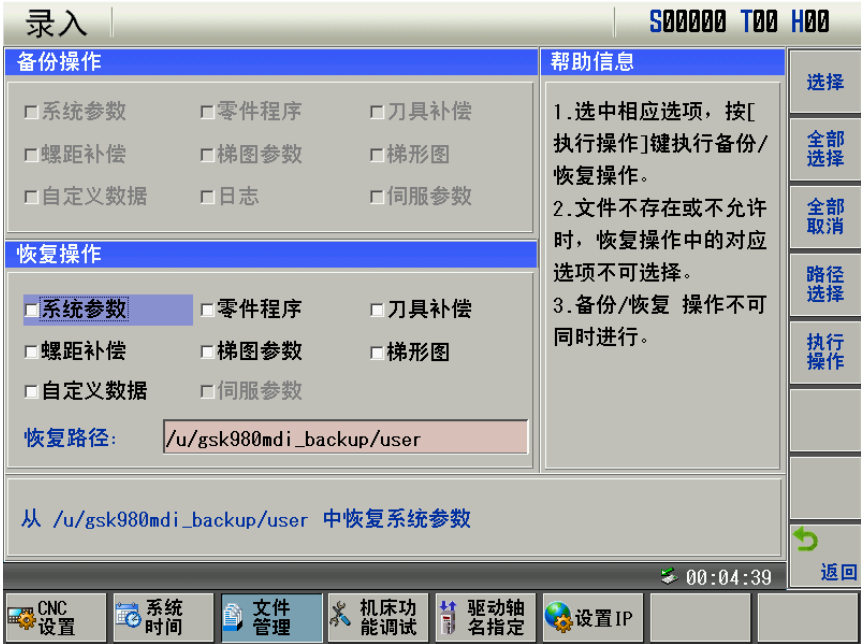 录入
S00000 T00 H00
备份操作
系统参数 零件程序 刀具补偿
螺距补偿 梯图参数 梯形图
自定义数据 日志 伺服参数
恢复操作
系统参数 零件程序 刀具补偿
螺距补偿 梯图参数 梯形图
自定义数据 伺服参数
恢复路径: /u/gsk980mdi_backup/user
帮助信息
1.选中相应选项，按[
执行操作]键执行备份/
恢复操作。
2.文件不存在或不允许
时，恢复操作中的对应
选项不可选择。
3.备份/恢复 操作不可
同时进行。
从 /u/gsk980mdi_backup/user 中恢复系统参数
00:04:39
选择
全部
选择
全部
取消
路径
选择
执行
操作
返回
CNC
设置
系统
时间
文件
管理
机床功
能调试
驱动轴
名指定
设置IP